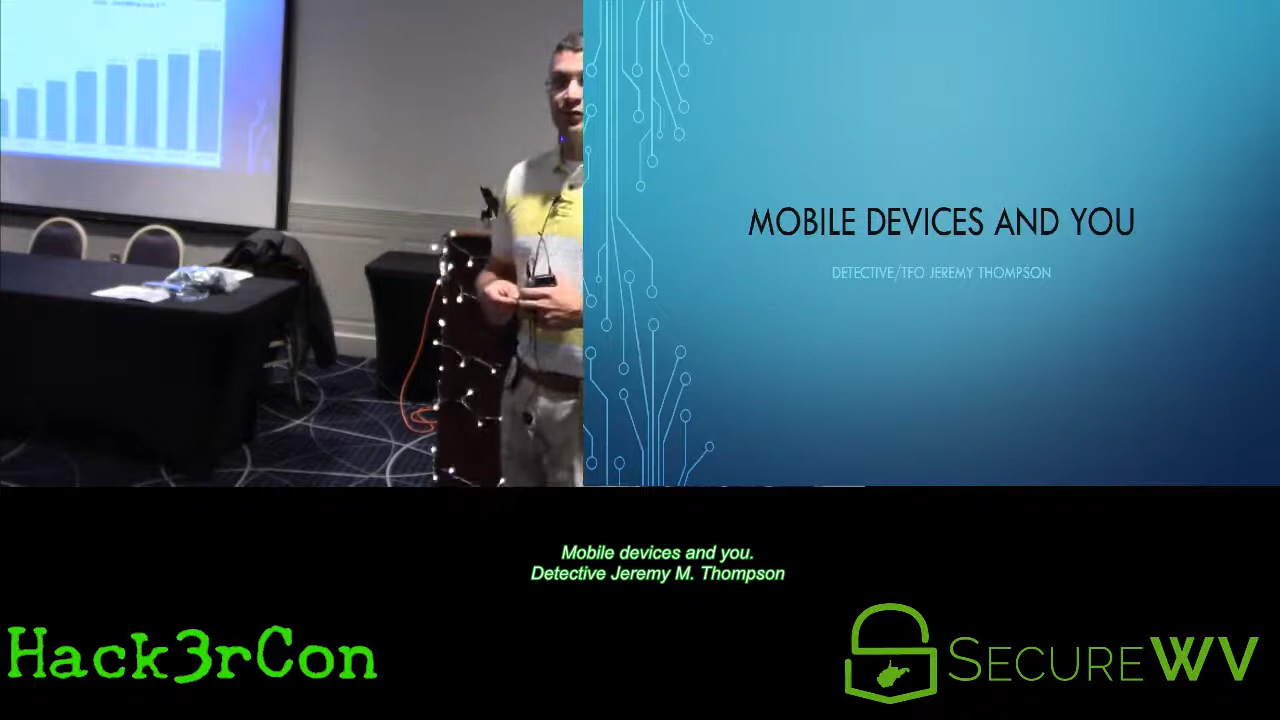 MOBILE DEVICES AND YOU
DETECTIVE/TFO JEREMY THOMPSON
Mobile devices and you.
Detective Jeremy M. Thompson
Hack3rCon
SECUREWV